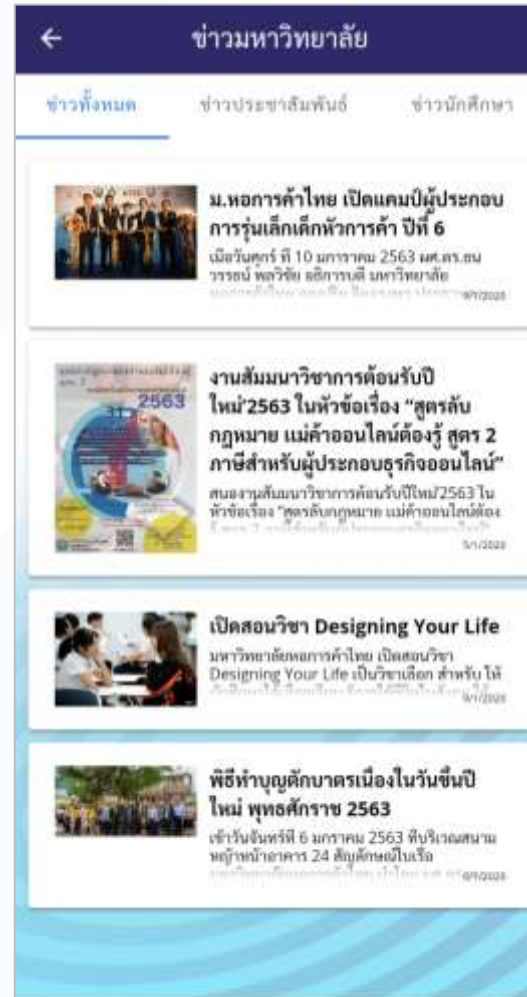 ข่าวมหาวิทยาลัย
ข่าวทั้งหมด ข่าวประชาสัมพันธ์ ข่าวนักศึกษา
ม.หอการค้าไทย เปิดแคมป์ผู้ประกอบ
การรุ่นเล็กเด็กหัวการค้า ปีที่ 6
เมื่อวันศุกร์ ที่ 10 มกราคม 2563 ผศ.ดร.ธน
วรรธน์ พลวิชัย อธิการบดี มหาวิทยาลัย
9/1/2020
2563
งานสัมมนาวิชาการต้อนรับปี
ใหม่'2563 ในหัวข้อเรื่อง “สูตรลับ
กฎหมาย แม่ค้าออนไลน์ต้องรู้ สูตร 2
ภาษีสำหรับผู้ประกอบธุรกิจออนไลน์“
สนองานสัมมนาวิชาการต้อนรับปีใหม่'2563 ใน
หัวข้อเรื่อง “สูตรลับกฎหมาย แม่ค้าออนไลน์ต้อง
5/1/2020
เปิดสอนวิชา Designing Your Life
มหาวิทยาลัยหอการค้าไทย เปิดสอนวิชา
Designing Your Life เป็นวิชาเลือก สำหรับ ให้
9/1/2020
พิธีทำบุญตักบาตรเนื่องในวันขึ้นปี
ใหม่ พุทธศักราช 2563
เช้าวันจันทร์ที่ 6 มกราคม 2563 ที่บริเวณสนาม
หญ้าหน้าอาคาร 24 สัญลักษณ์ใบเรือ
6/1/2020